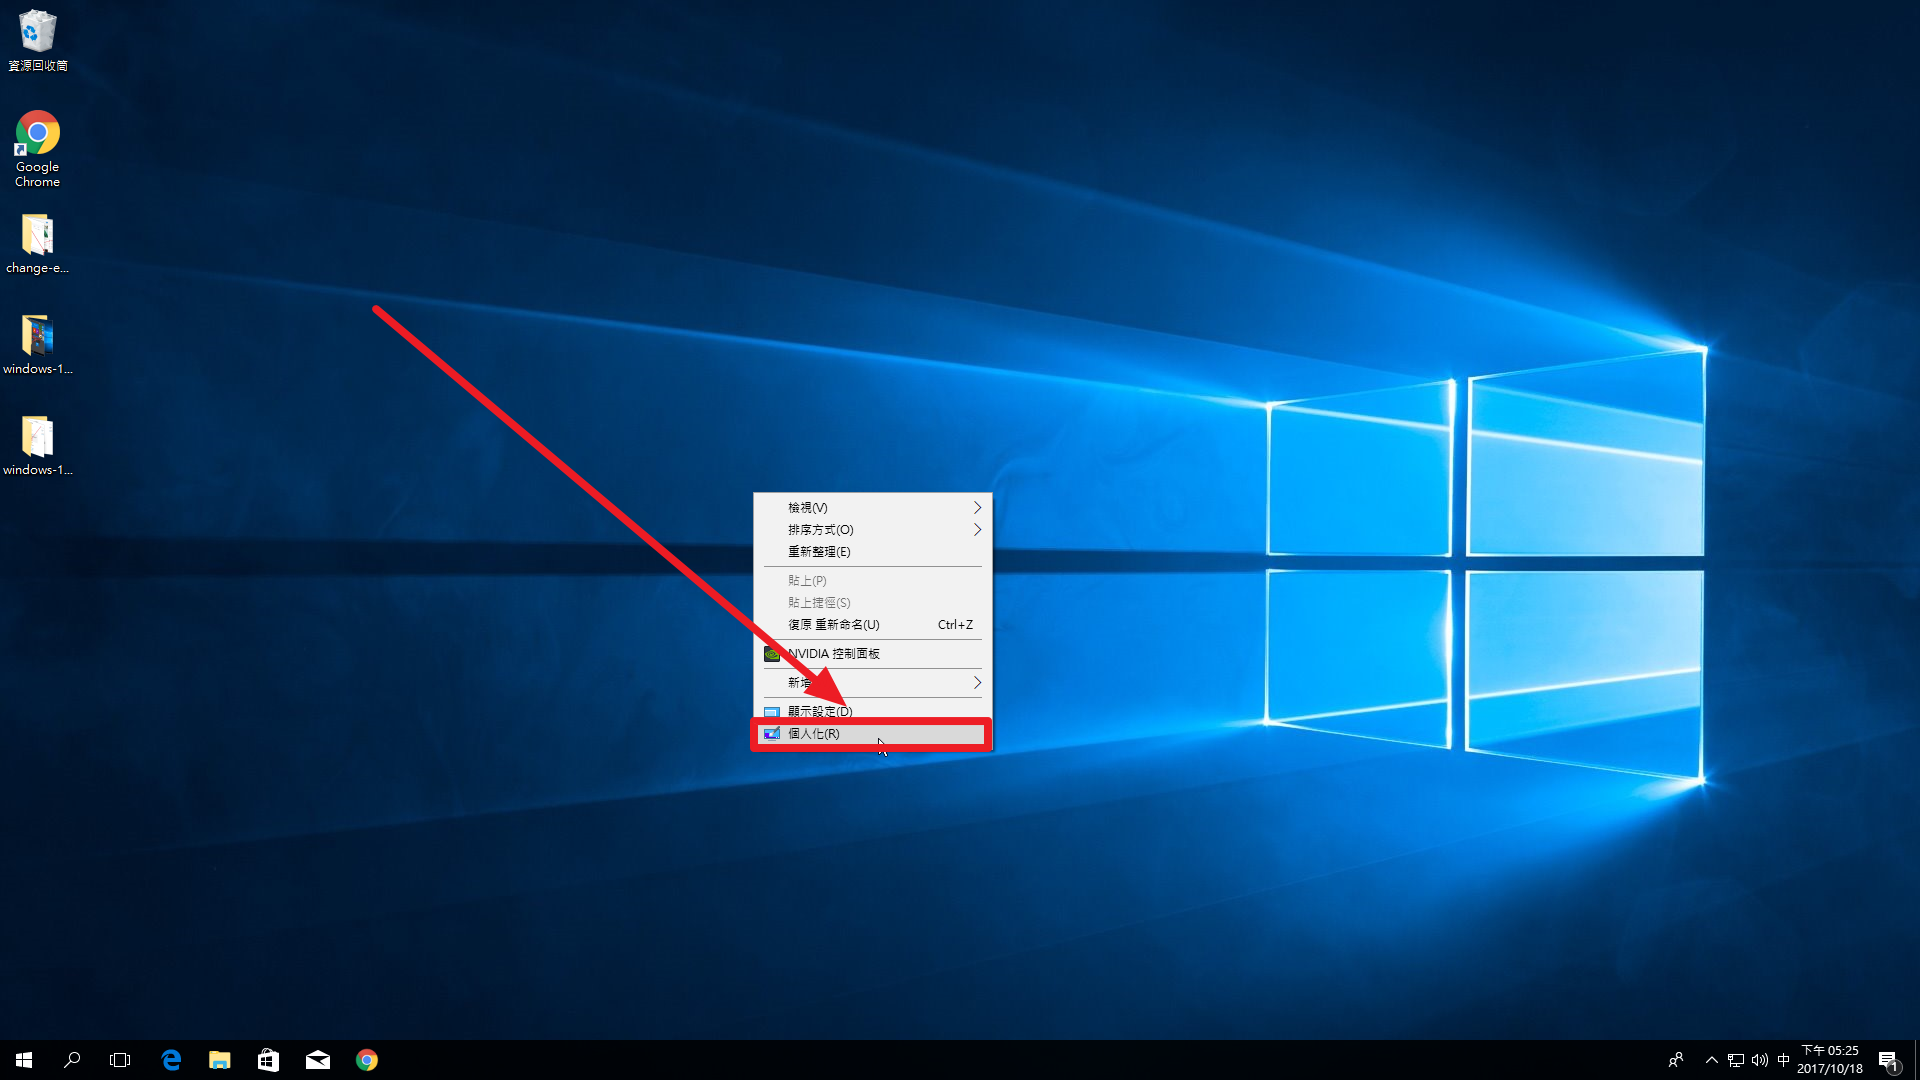 資源回收筒
Google
Chrome
change-e...
windows-1...
windows-1...
檢視(V)
排序方式(O)
重新整理(E)
貼上(P)
貼上捷徑(S)
復原 重新命名(U) Ctrl+Z
NVIDIA 控制面板
新增
顯示設定(D)
個人化(R)
中
下午 05:25
2017/10/18
1